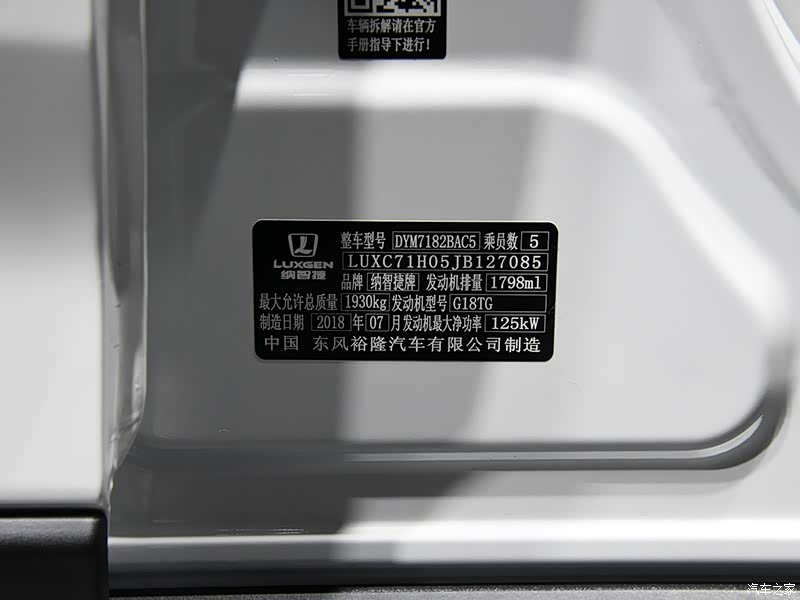 车辆拆解请在官方
手册指导下进行!
LUXGEN
纳智捷
整车型号 DYM7182BAC5 乘员数 5
LUXC71H05JB127085
品牌 纳智捷牌 发动机排量 1798ml
最大允许总质量 1930kg 发动机型号 G18TG
制造日期 2018 年 07 月 发动机最大净功率 125kW
中国 东风裕隆汽车有限公司制造
汽车之家